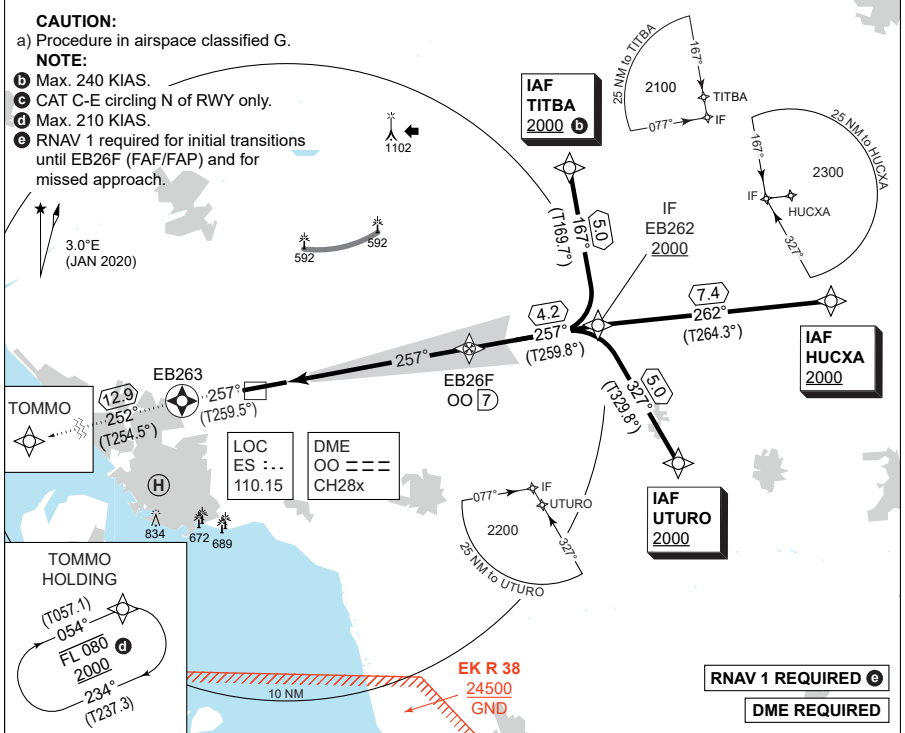 CAUTION:
a) Procedure in airspace classified G.
NOTE:
b Max. 240 KIAS.
c CAT C-E circling N of RWY only.
d Max. 210 KIAS.
e RNAV 1 required for initial transitions
until EB26F (FAF/FAP) and for
missed approach.
3.0°E
(JAN 2020)
1102
592
592
IAF
TITBA
2000 b
25 NM to TITBA
2100
167°
TITBA
IF
077°
25 NM to HUCXA
2300
167°
IF
HUCXA
327°
5.0
167°
(T169.7°)
IF
EB262
2000
7.4
262°
(T264.3°)
IAF
HUCXA
2000
4.2
257°
(T259.8°)
257°
EB26F
OO 7
5.0
327°
(T329.8°)
IAF
UTURO
2000
EB263
257°
(T259.5°)
TOMMO
12.9
252°
(T254.5°)
LOC
ES :..
110.15
DME
OO ===
CH28x
H
834
672
689
077°
IF
UTURO
2200
327°
25 NM to UTURO
TOMMO
HOLDING
(T057.1)
054°
FL 080 d
2000
234°
(T237.3)
10 NM
EK R 38
24500
GND
RNAV 1 REQUIRED e
DME REQUIRED